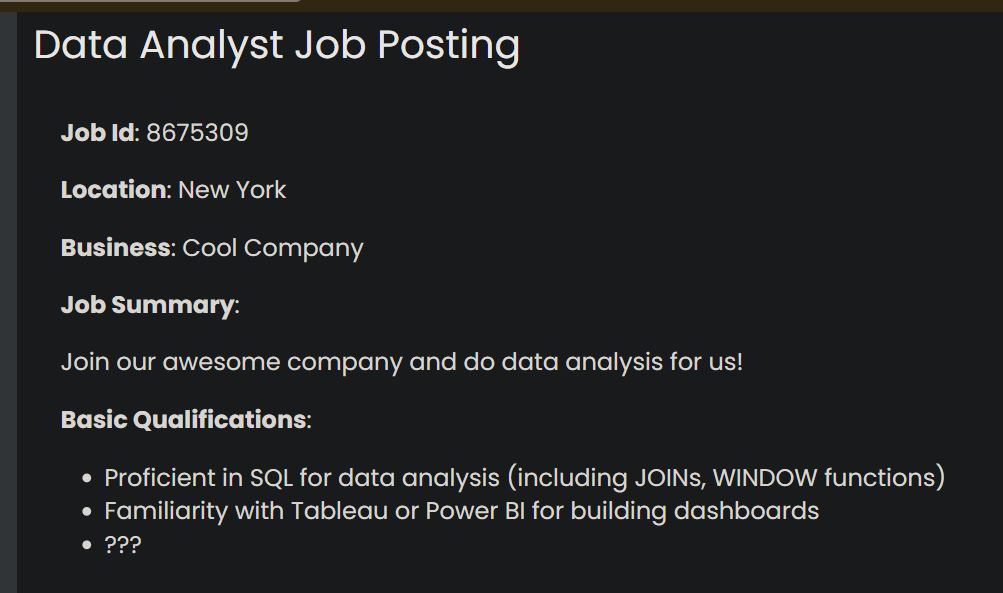 Data Analyst Job Posting
Job Id: 8675309
Location: New York
Business: Cool Company
Job Summary:
Join our awesome company and do data analysis for us!
Basic Qualifications:
• Proficient in SQL for data analysis (including JOINs, WINDOW functions)
• Familiarity with Tableau or Power BI for building dashboards
• ???